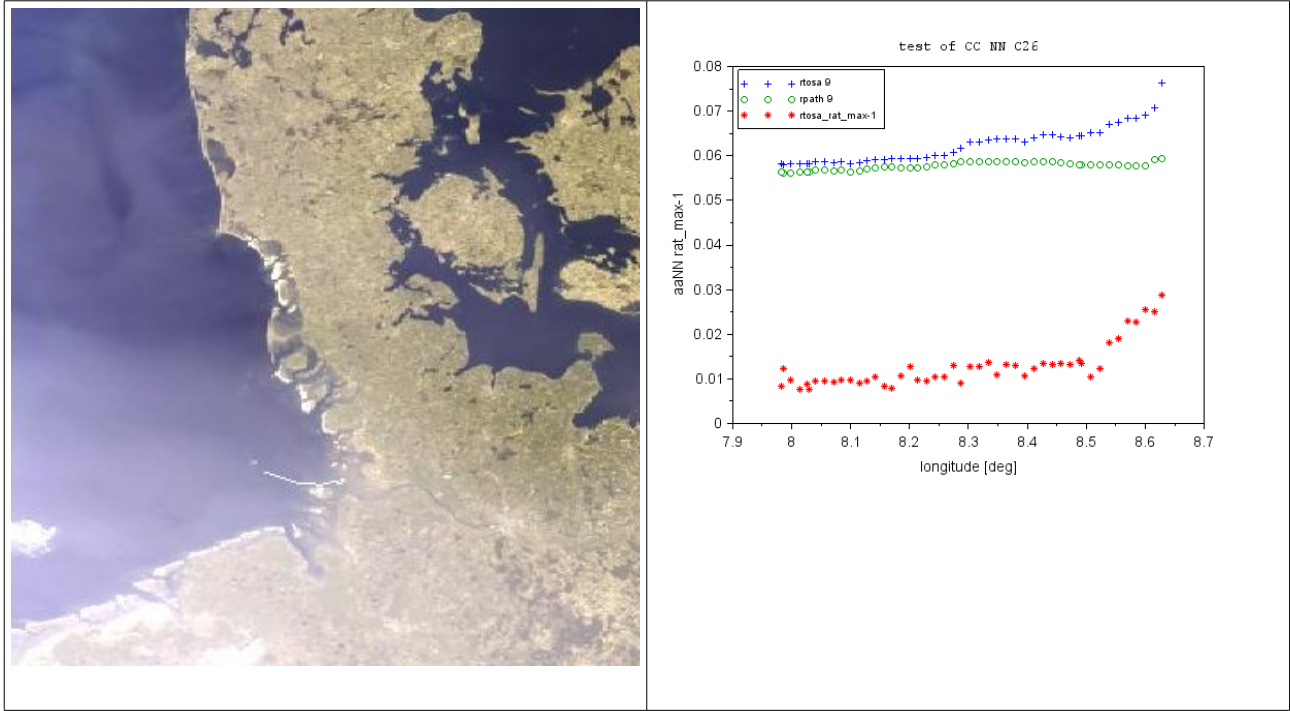 test of CC NN C26
0.08
rtosa 9
rpath 9
rtosa_rat_max-1
0.07
0.06
0.05
0.04
aaNN rat_max-1
0.03
0.02
0.01
0
7.9 8 8.1 8.2 8.3 8.4 8.5 8.6 8.7
longitude [deg]